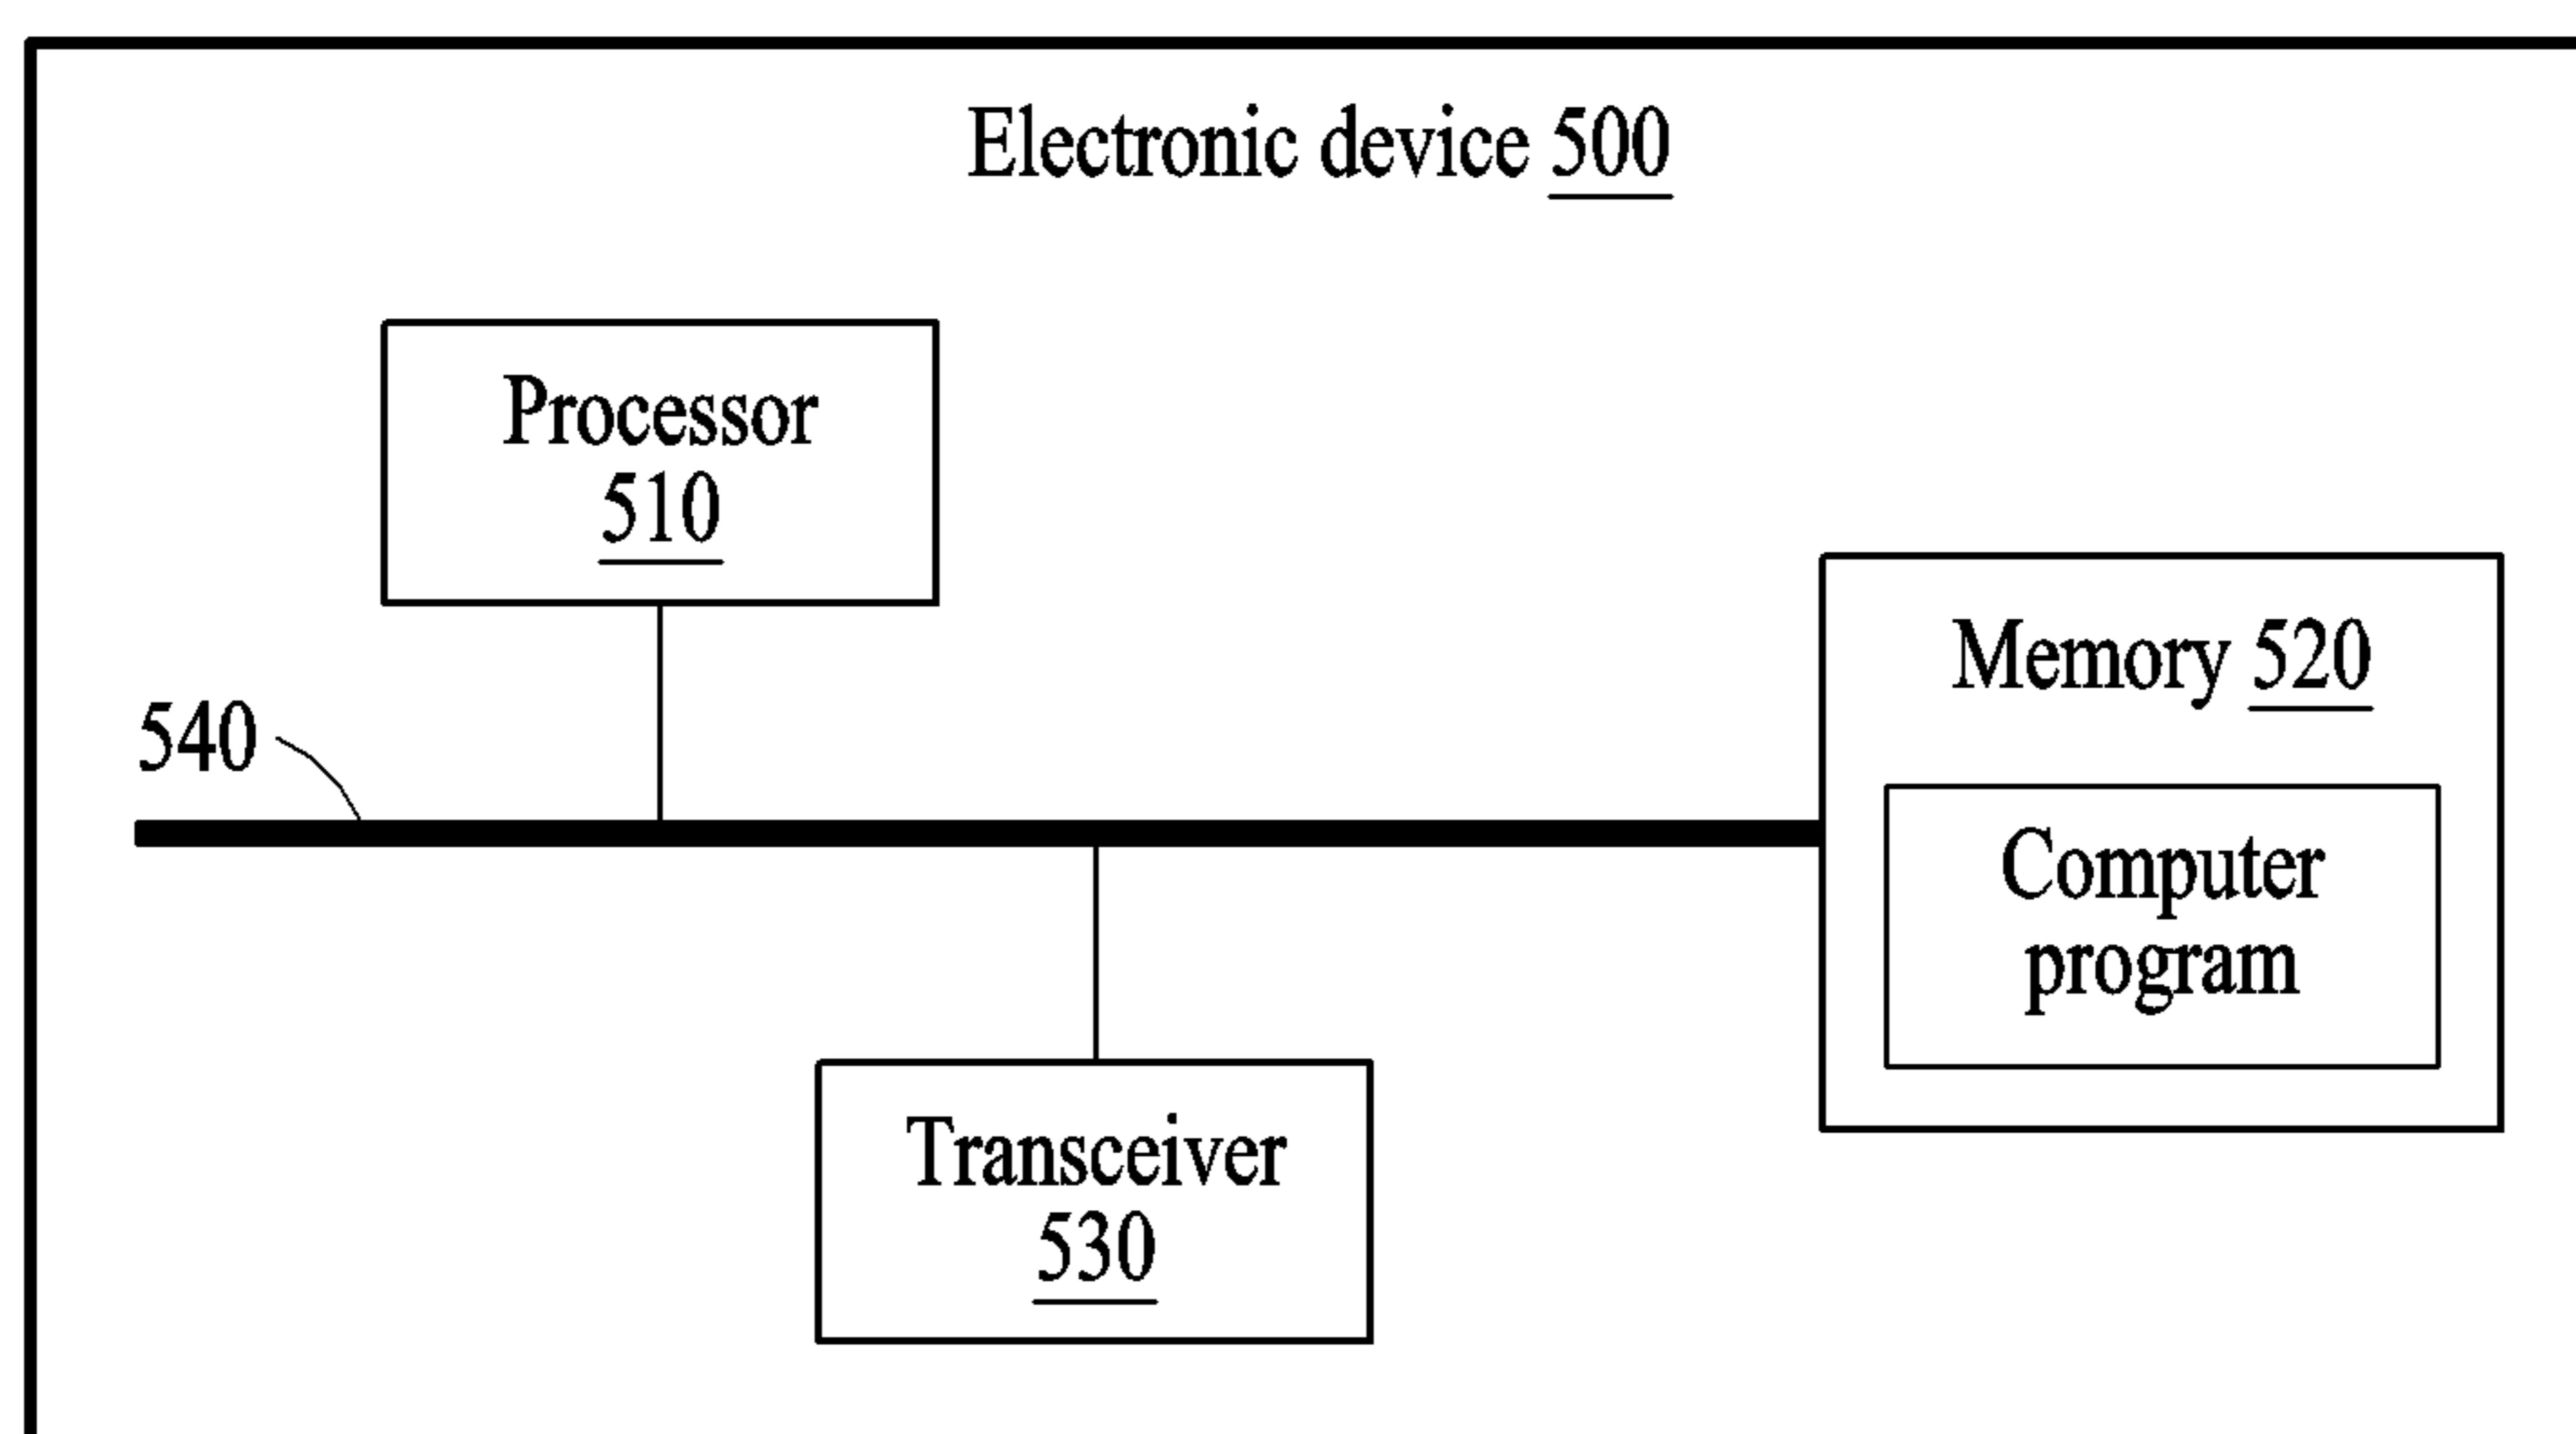 Electronic device 500
Processor
510
540
Memory 520
Computer
program
Transceiver
530